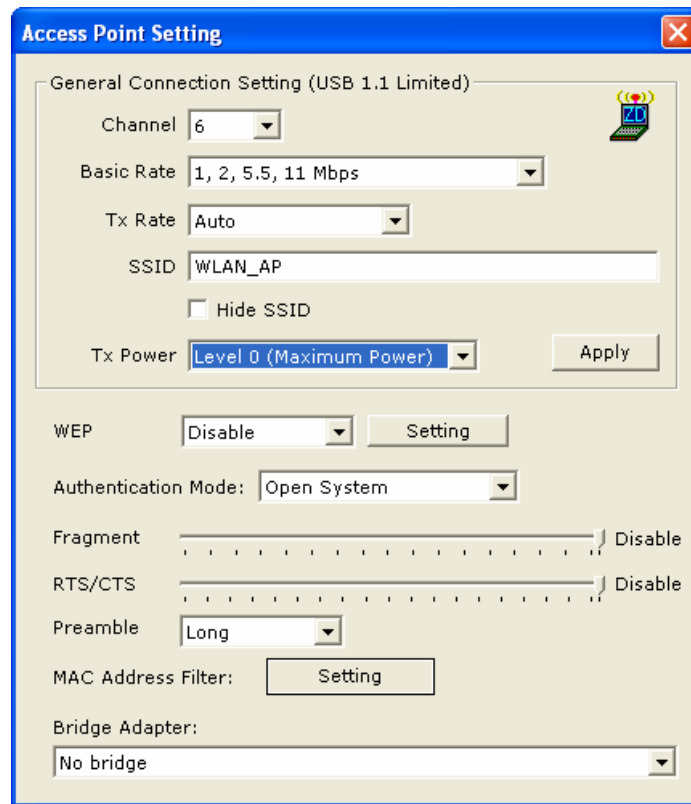 Access Point Setting
General Connection Setting (USB 1.1 Limited)
ZD
Channel 6
Basic Rate 1, 2, 5.5, 11 Mbps
Tx Rate Auto
SSID WLAN_AP
Hide SSID
Tx Power Level 0 (Maximum Power) Apply
WEP Disable Setting
Authentication Mode: Open System
Fragment Disable
RTS/CTS Disable
Preamble Long
MAC Address Filter: Setting
Bridge Adapter:
No bridge